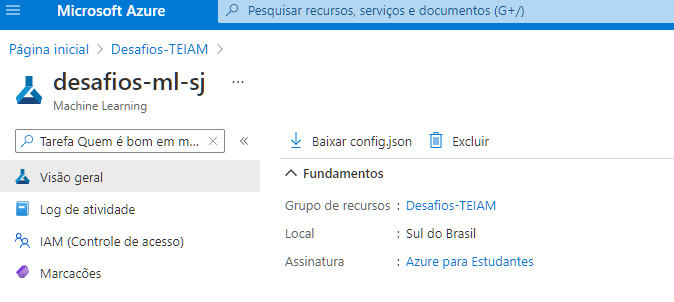 Microsoft Azure
Pesquisar recursos, serviços e documentos (G+/)
Página inicial > Desafios-TEIAM >
desafios-ml-sj ...
Machine Learning
Tarefa Quem é bom em m... × «
Baixar config.json Excluir
Visão geral
Fundamentos
Log de atividade
Grupo de recursos : Desafios-TEIAM
IAM (Controle de acesso)
Local : Sul do Brasil
Marcações
Assinatura : Azure para Estudantes